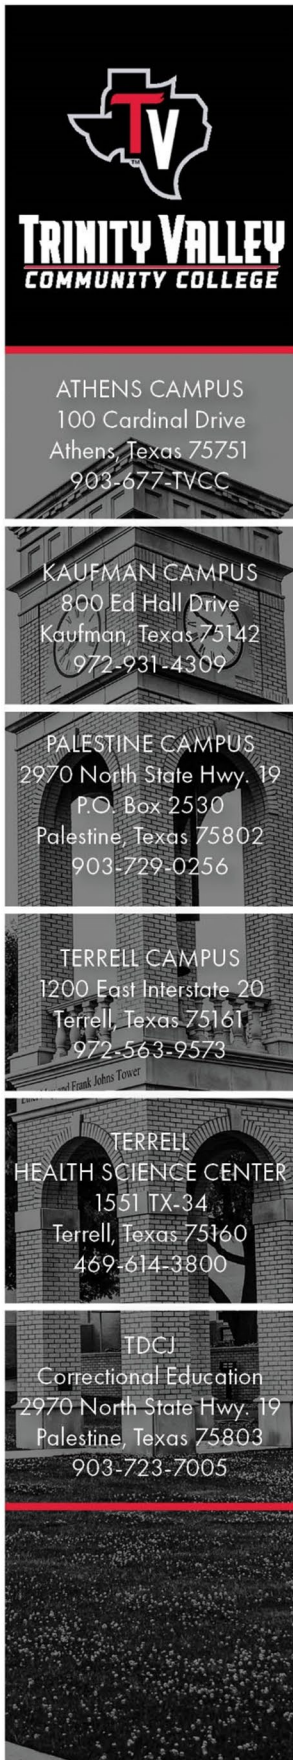 TV
TM
TRINITY VALLEY
COMMUNITY COLLEGE
ATHENS CAMPUS
100 Cardinal Drive
Athens, Texas 75751
903-677-TVCC
KAUFMAN CAMPUS
800 Ed Hall Drive
Kaufman, Texas 75142
972-931-4309
PALESTINE CAMPUS
2970 North State Hwy. 19
P.O. Box 2530
Palestine, Texas 75802
903-729-0256
TERRELL CAMPUS
1200 East Interstate 20
Terrell, Texas 75161
972-563-9573
and Frank Johns Tower
TERRELL
HEALTH SCIENCE CENTER
1551 TX-34
Terrell, Texas 75160
469-614-3800
TDCJ
Correctional Education
2970 North State Hwy. 19
Palestine, Texas 75803
903-723-7005